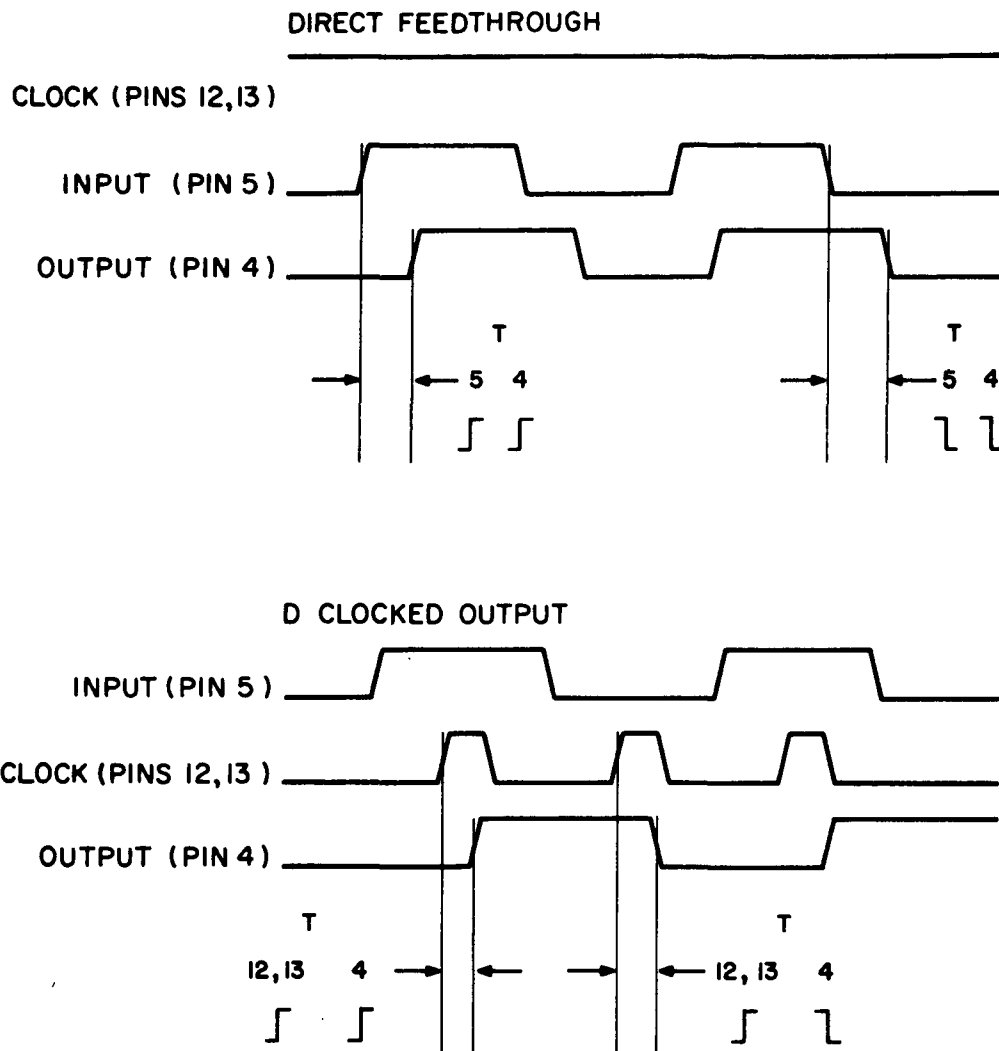 DIRECT FEEDTHROUGH
CLOCK (PINS 12,13)
INPUT (PIN 5)
OUTPUT (PIN 4)
T T
5 4 5 4
D CLOCKED OUTPUT
INPUT (PIN 5)
CLOCK (PINS 12,13)
OUTPUT (PIN 4)
T T
12,13 4 12,13 4